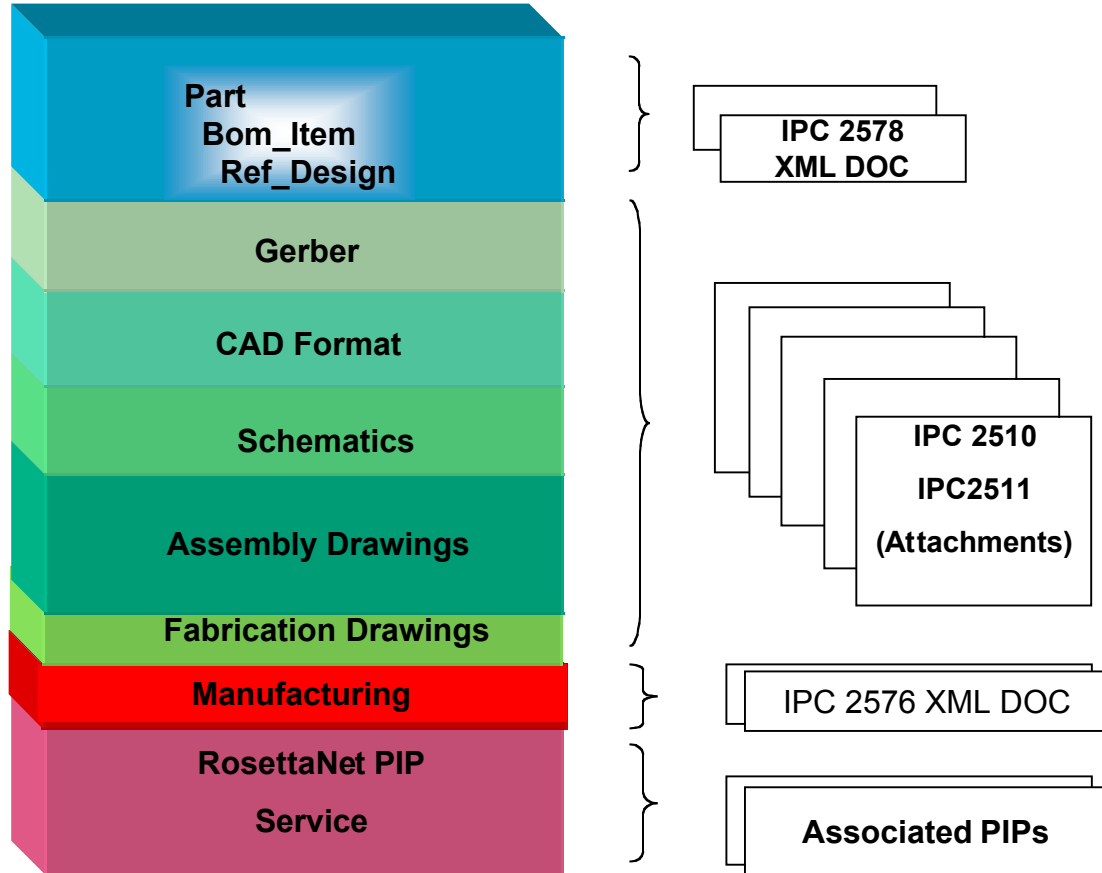 Part
Bom_Item
Ref_Design
IPC 2578
XML DOC
Gerber
CAD Format
Schematics
Assembly Drawings
Fabrication Drawings
IPC 2510
IPC2511
(Attachments)
Manufacturing
IPC 2576 XML DOC
RosettaNet PIP
Service
Associated PIPs